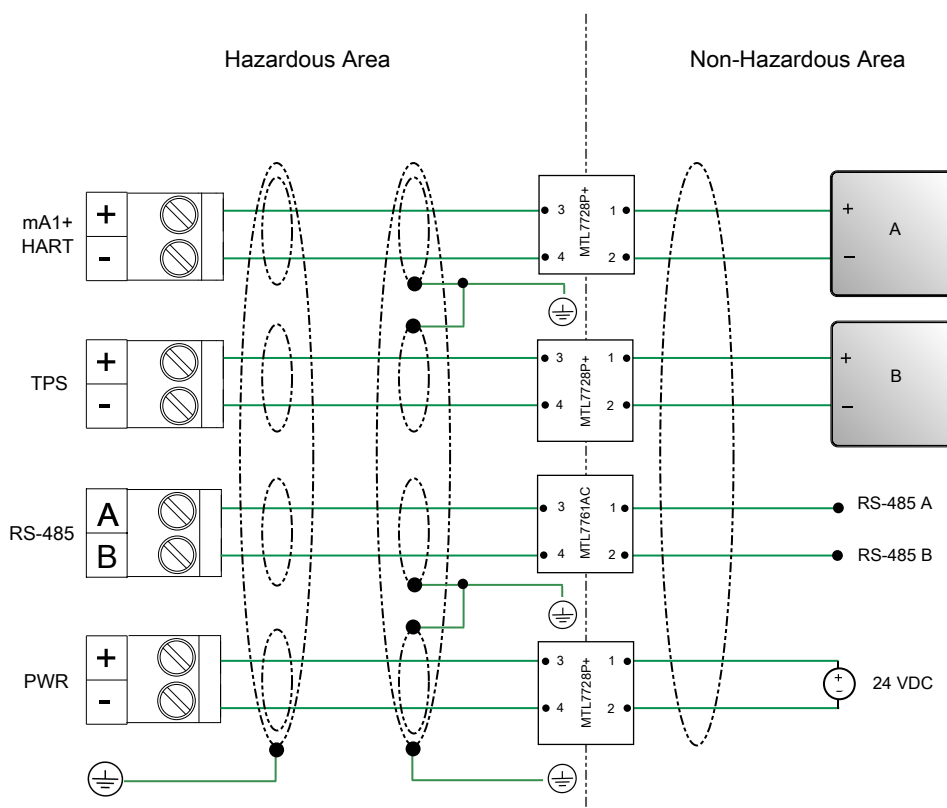 Hazardous Area
Non-Hazardous Area
mA1+
HART
+
-
3
4
MTL7728P+
1
2
+
−
A
TPS
+
-
3
4
MTL7728P+
1
2
+
−
B
RS-485
A
B
3
4
MTL7761AC
1
2
RS-485 A
RS-485 B
PWR
+
-
3
4
MTL7728P+
1
2
+
−
24 VDC